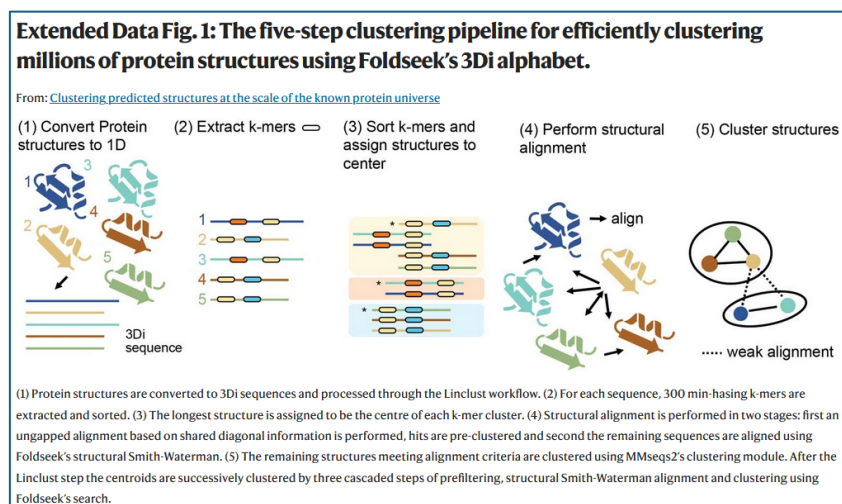 Extended Data Fig. 1: The five-step clustering pipeline for efficiently clustering
millions of protein structures using Foldseek's 3Di alphabet.
From: Clustering predicted structures at the scale of the known protein universe
(1) Convert Protein
structures to 1D
1
3
2
4
5
3Di
sequence
(2) Extract k-mers
1
2
3
4
5
(3) Sort k-mers and
assign structures to
center
*
*
*
(4) Perform structural
alignment
align
(5) Cluster structures
weak alignment
(1) Protein structures are converted to 3Di sequences and processed through the Linclust workflow. (2) For each sequence, 300 min-hasing k-mers are
extracted and sorted. (3) The longest structure is assigned to be the centre of each k-mer cluster. (4) Structural alignment is performed in two stages: first an
ungapped alignment based on shared diagonal information is performed, hits are pre-clustered and second the remaining sequences are aligned using
Foldseek's structural Smith-Waterman. (5) The remaining structures meeting alignment criteria are clustered using MMseqs2's clustering module. After the
Linclust step the centroids are successively clustered by three cascaded steps of prefiltering, structural Smith-Waterman alignment and clustering using
Foldseek's search.